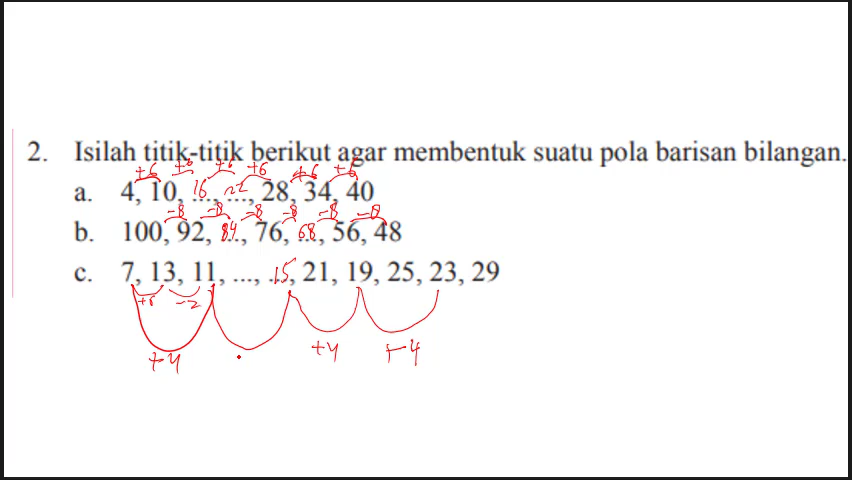 2. Isilah titik-titik berikut agar membentuk suatu pola barisan bilangan.
+6 +6 +6 +6 +6 +6
a. 4, 10, 16..., 22..., 28, 34, 40
-8 -8 -8 -8 -8 -8
b. 100, 92, 84..., 76, 68..., 56, 48
c. 7, 13, 11, ..., ...15, 21, 19, 25, 23, 29
+6 -2
+4 +4 +4